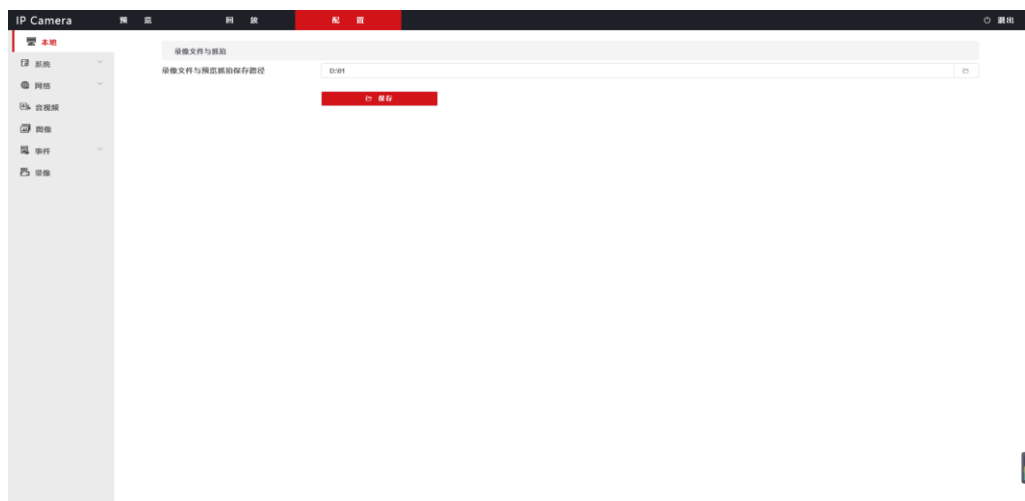 IP Camera 预 览 回 放 配 置 退出
本地
系统
网络
音视频
图像
事件
录像
录像文件与抓拍
录像文件与预览抓拍保存路径 D:\01
保存